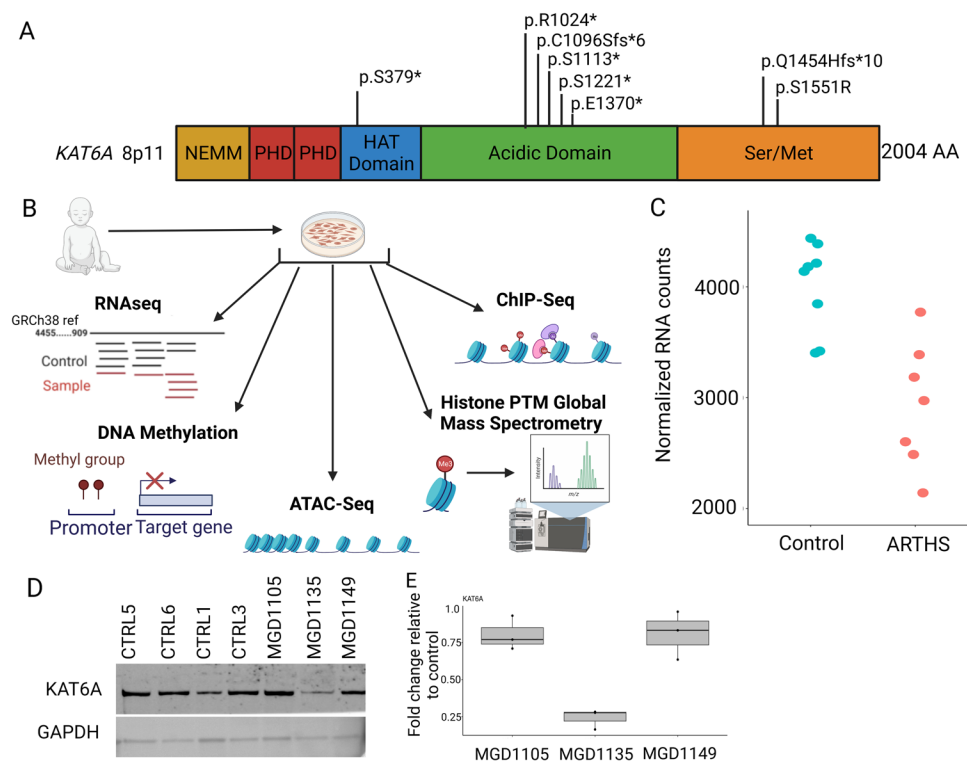 A
p.R1024*
p.C1096Sfs*6
p.S1113*
p.S1221*
p.E1370*
p.S379*
p.Q1454Hfs*10
p.S1551R
KAT6A 8p11
NEMM
PHD
PHD
HAT
Domain
Acidic Domain
Ser/Met
2004 AA
B
RNAseq
GRCh38 ref
4455......909
Control
Sample
DNA Methylation
Methyl group
Promoter
Target gene
ATAC-Seq
ChIP-Seq
Histone PTM Global
Mass Spectrometry
Me3
Intensity
m/z
C
Normalized RNA counts
4000
3000
2000
Control
ARTHS
D
CTRL5
CTRL6
CTRL1
CTRL3
MGD1105
MGD1135
MGD1149
KAT6A
GAPDH
E
KAT6A
Fold change relative
to control
1.0
0.75
0.50
0.25
MGD1105
MGD1135
MGD1149